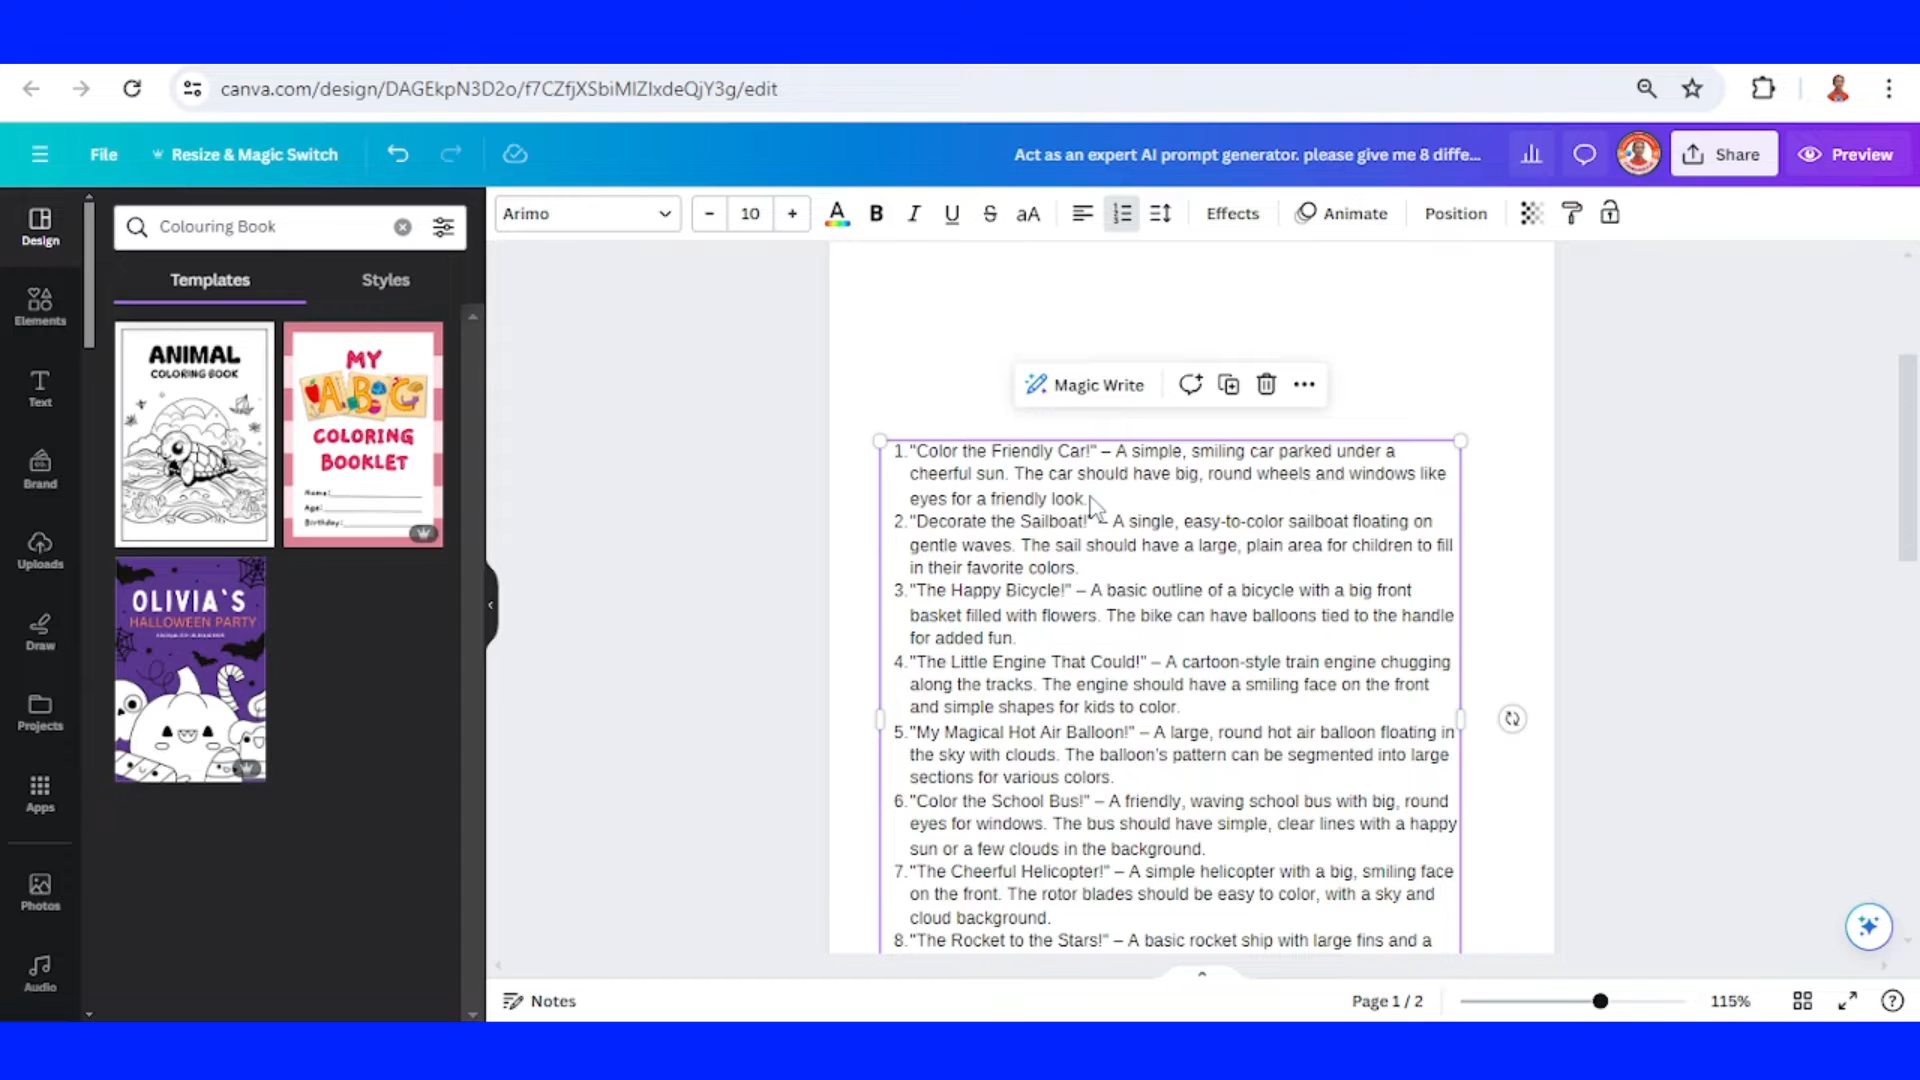 canva.com/design/DAGEkpN3D2o/f7CZfjXSbiMIZIxdeQjY3g/edit
File
Resize & Magic Switch
Act as an expert AI prompt generator. please give me 8 diffe...
Share
Preview
Design
Elements
Text
Brand
Uploads
Draw
Projects
Apps
Photos
Audio
Colouring Book
Templates
Styles
ANIMAL
COLORING BOOK
MY
ABC
COLORING
BOOKLET
Name:
Age:
Birthday:
OLIVIA`S
HALLOWEEN PARTY
Arimo
– 10 +
A B I U S aA
Effects
Animate
Position
Magic Write
1. "Color the Friendly Car!" – A simple, smiling car parked under a
cheerful sun. The car should have big, round wheels and windows like
eyes for a friendly look.
2. "Decorate the Sailboat!" – A single, easy-to-color sailboat floating on
gentle waves. The sail should have a large, plain area for children to fill
in their favorite colors.
3. "The Happy Bicycle!" – A basic outline of a bicycle with a big front
basket filled with flowers. The bike can have balloons tied to the handle
for added fun.
4. "The Little Engine That Could!" – A cartoon-style train engine chugging
along the tracks. The engine should have a smiling face on the front
and simple shapes for kids to color.
5. "My Magical Hot Air Balloon!" – A large, round hot air balloon floating in
the sky with clouds. The balloon's pattern can be segmented into large
sections for various colors.
6. "Color the School Bus!" – A friendly, waving school bus with big, round
eyes for windows. The bus should have simple, clear lines with a happy
sun or a few clouds in the background.
7. "The Cheerful Helicopter!" – A simple helicopter with a big, smiling face
on the front. The rotor blades should be easy to color, with a sky and
cloud background.
8. "The Rocket to the Stars!" – A basic rocket ship with large fins and a
Notes
Page 1 / 2
115%